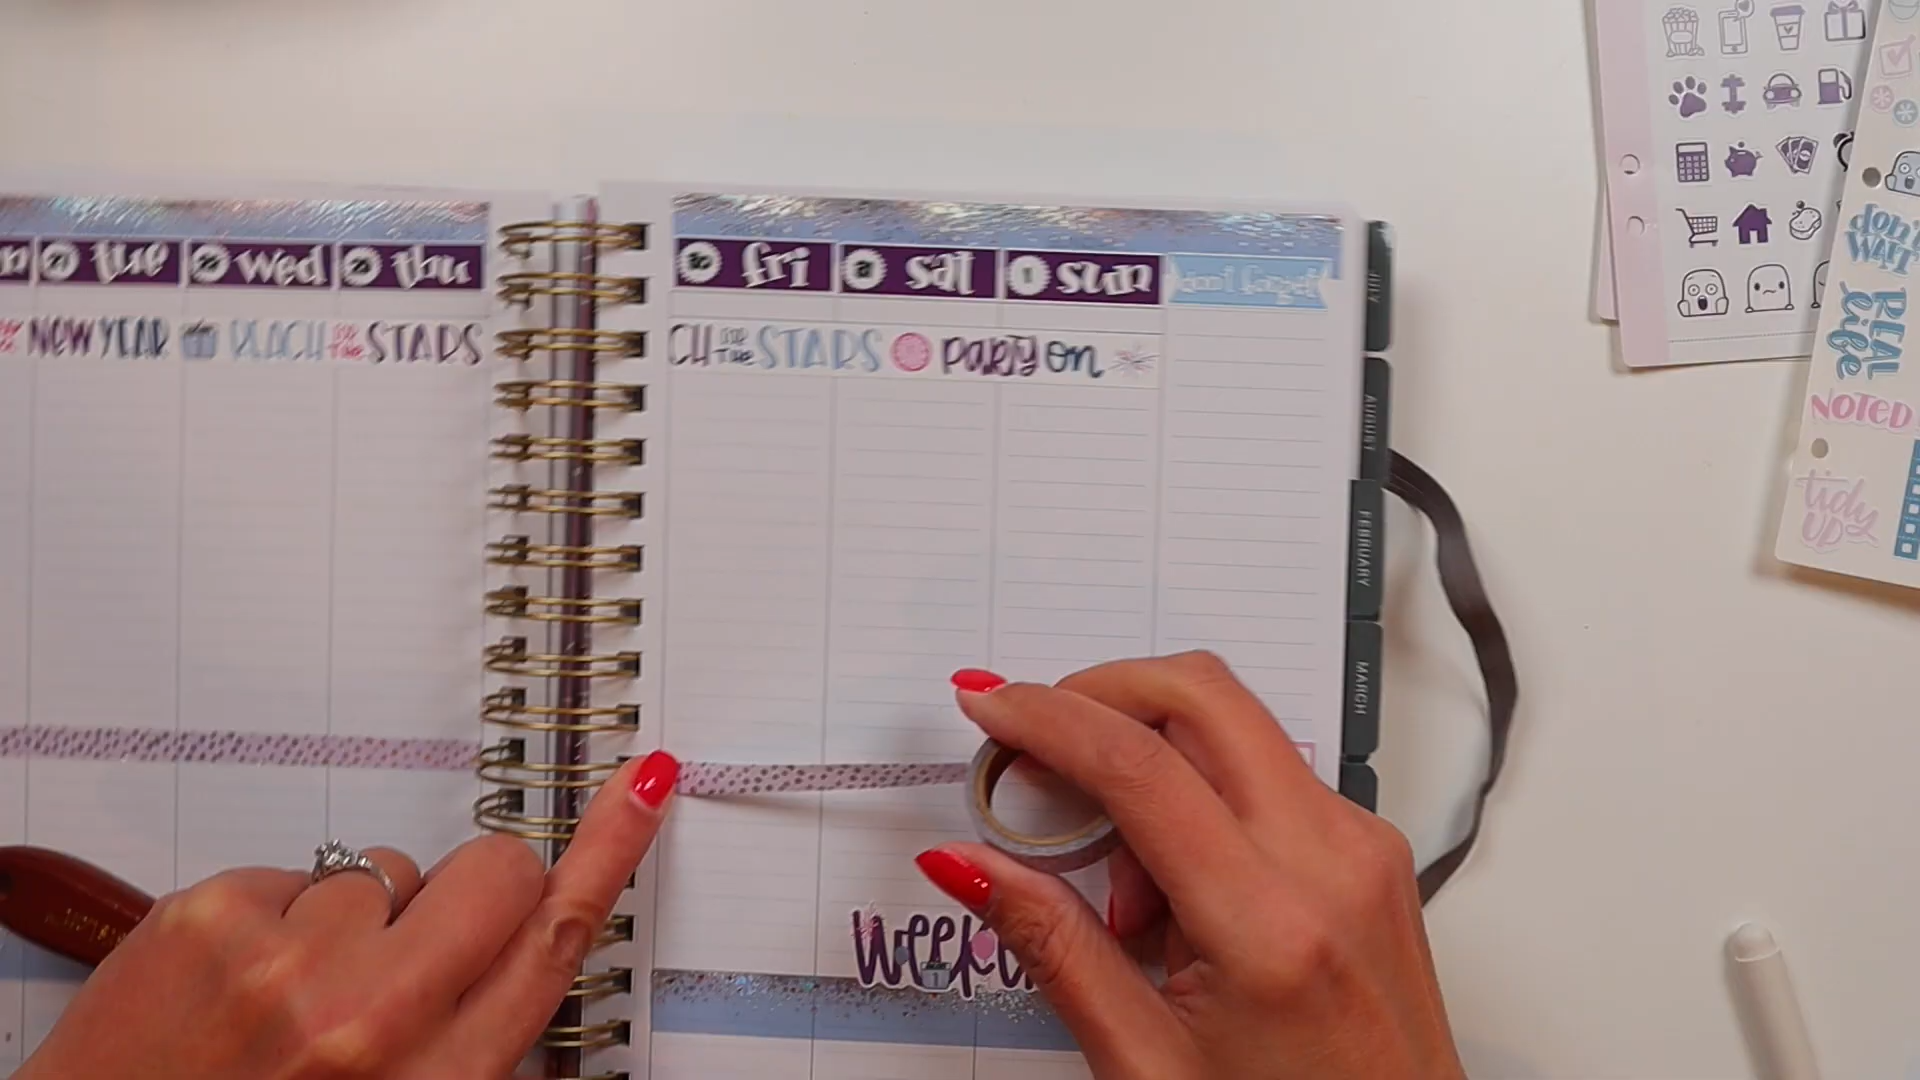 tue wed thu
fri sat sun don't forget
NEW YEAR REACH FOR the STARS
CH FOR the STARS PARTY on
JULY
AUGUST
FEBRUARY
MARCH
don't
WAIT
REAL
life
NOTED
tidy
UP